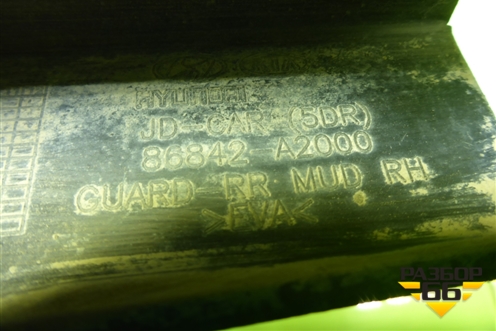 HYUNDAI
JD-CAR (5DR)
86842 A2000
GUARD-RR MUD RH
>EVA<
РАЗБОР
66